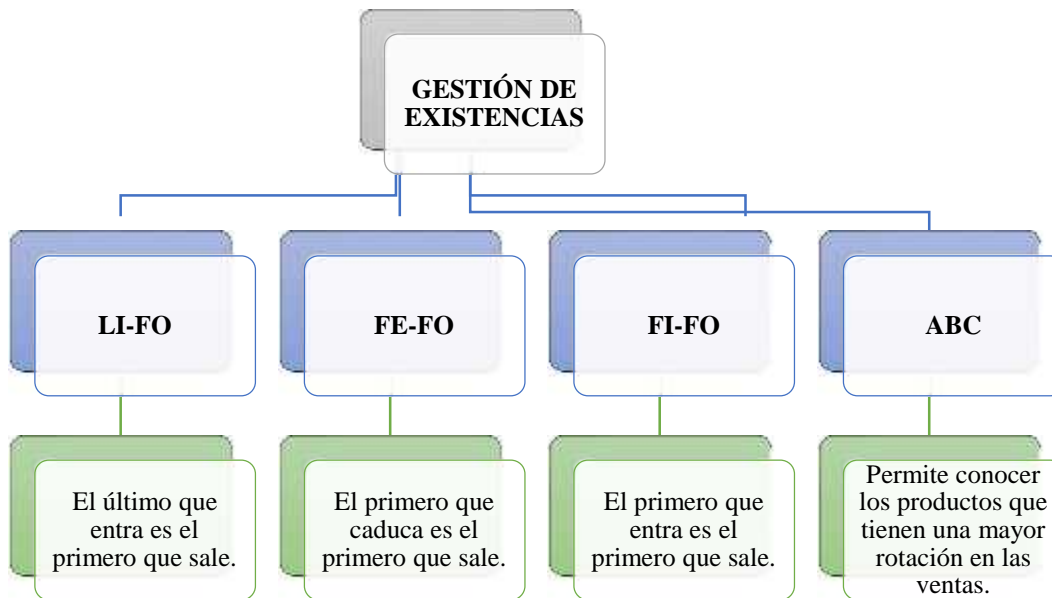 GESTIÓN DE
EXISTENCIAS
LI-FO
FE-FO
FI-FO
ABC
El último que
entra es el
primero que sale.
El primero que
caduca es el
primero que sale.
El primero que
entra es el
primero que sale.
Permite conocer
los productos que
tienen una mayor
rotación en las
ventas.